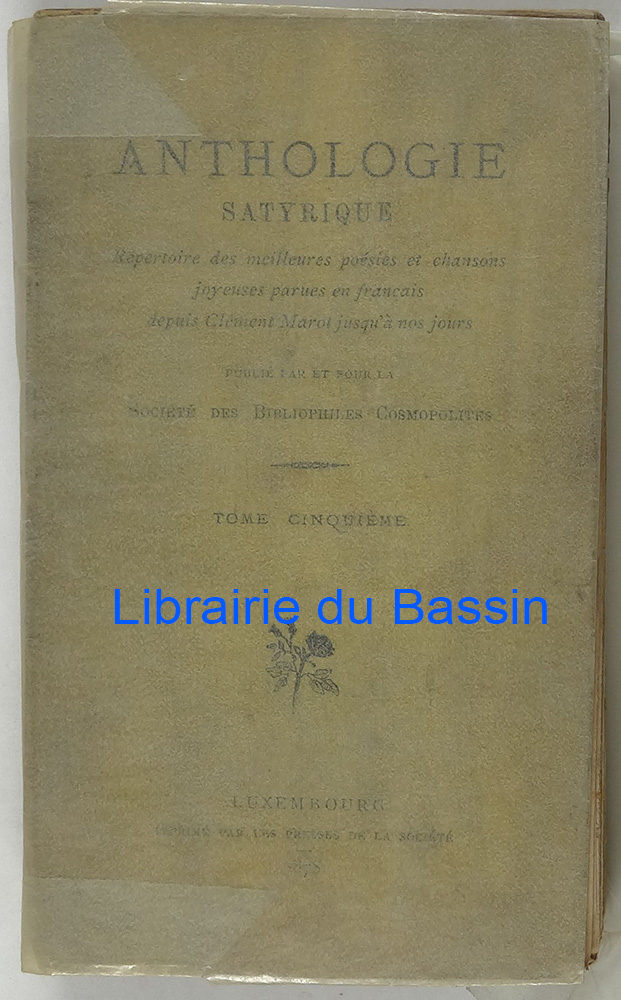 ANTHOLOGIE
SATYRIQUE
Répertoire des meilleures poésies et chansons
joyeuses parues en français
depuis Clément Marot jusqu'à nos jours
PUBLIÉ PAR ET POUR LA
SOCIÉTÉ DES BIBLIOPHILES COSMOPOLITES
TOME CINQUIÈME
Librairie du Bassin
LUXEMBOURG
IMPRIMÉ PAR LES PRESSES DE LA SOCIÉTÉ